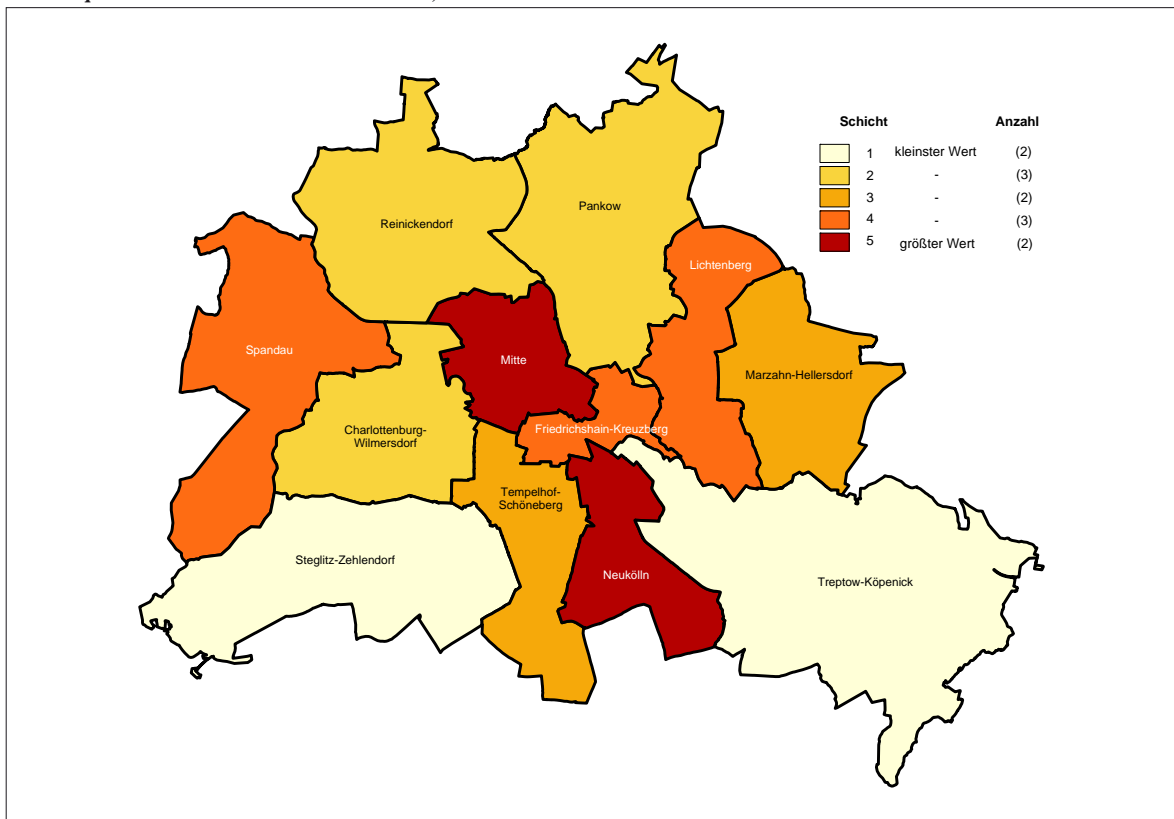 Schicht Anzahl
1 kleinster Wert (2)
2 - (3)
3 - (2)
4 - (3)
5 größter Wert (2)
Pankow
Reinickendorf
Lichtenberg
Spandau
Mitte
Marzahn-Hellersdorf
Charlottenburg-
Wilmersdorf
Friedrichshain-Kreuzberg
Tempelhof-
Schöneberg
Steglitz-Zehlendorf
Neukölln
Treptow-Köpenick